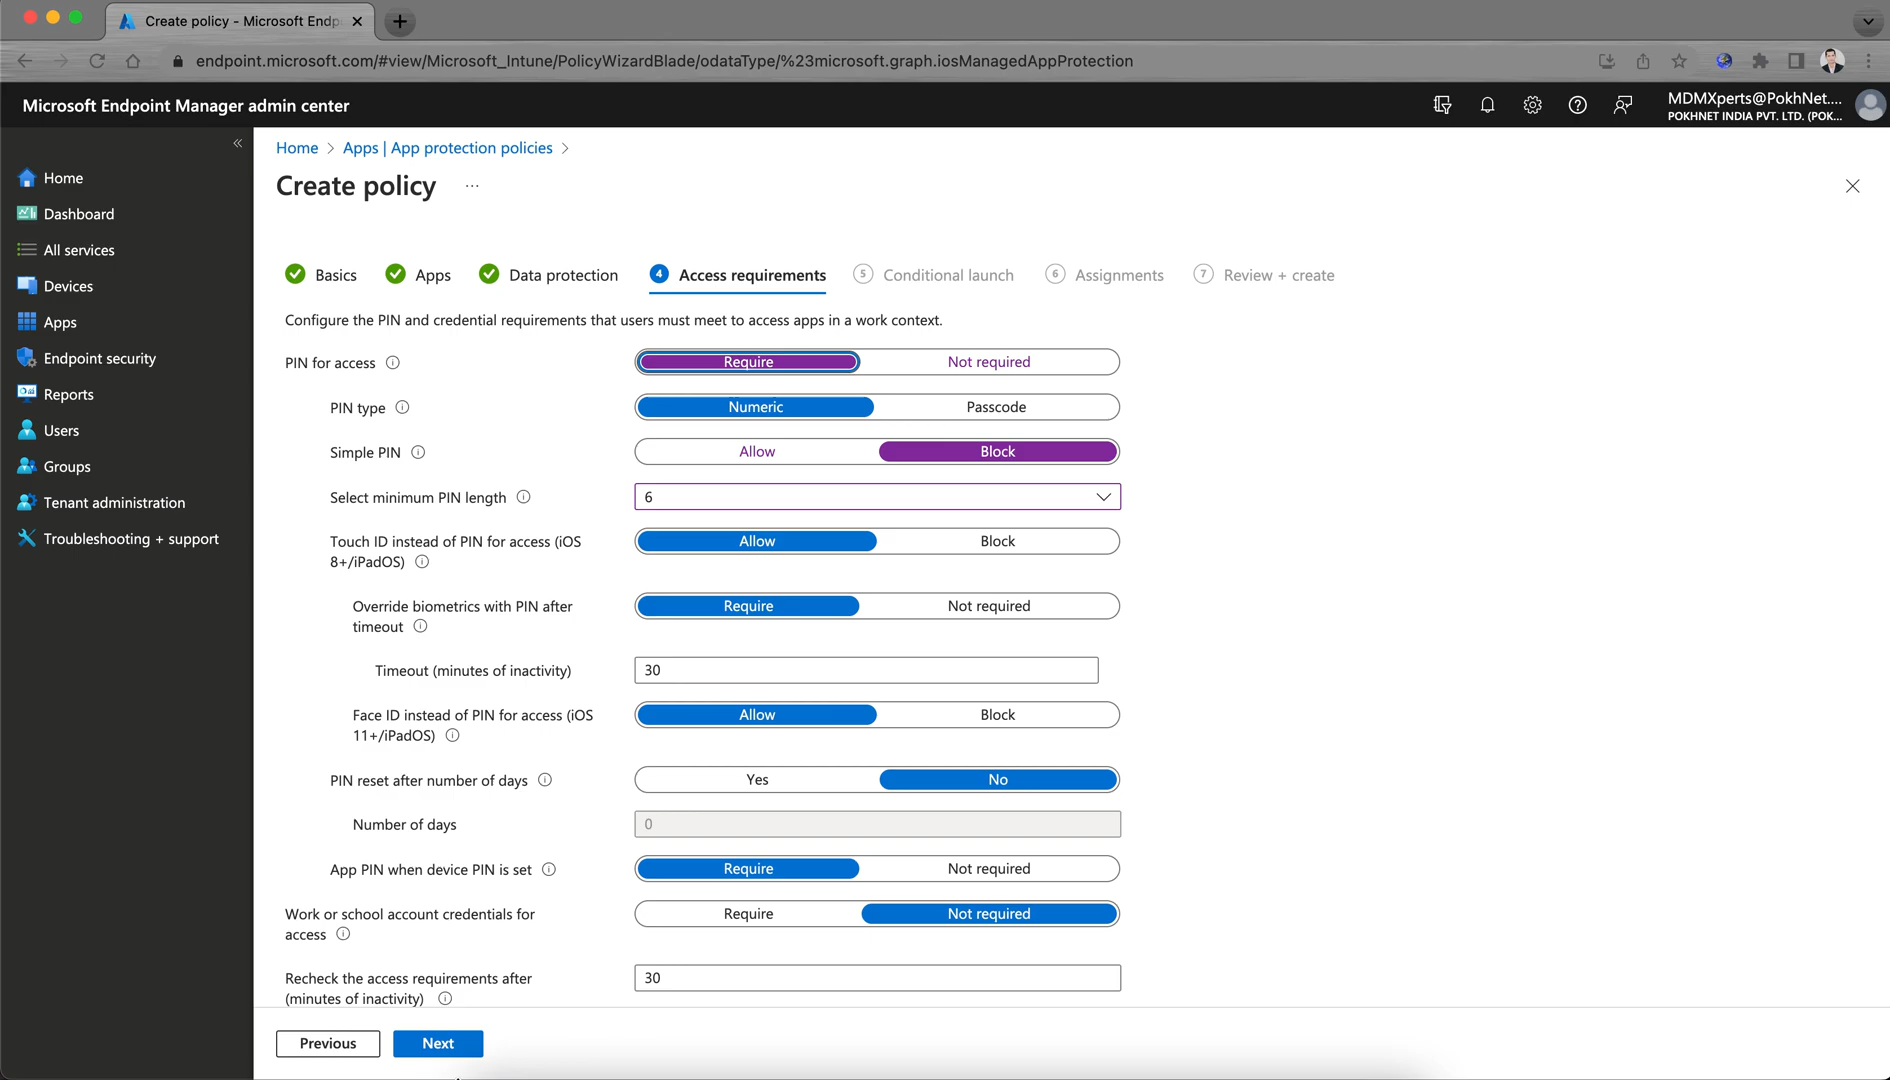 Create policy - Microsoft Endp
endpoint.microsoft.com/#view/Microsoft_Intune/PolicyWizardBlade/odataType/%23microsoft.graph.iosManagedAppProtection
Microsoft Endpoint Manager admin center
MDMXperts@PokhNet....
POKHNET INDIA PVT. LTD. (POK...
Home
Dashboard
All services
Devices
Apps
Endpoint security
Reports
Users
Groups
Tenant administration
Troubleshooting + support
Home > Apps | App protection policies >
Create policy ...
Basics Apps Data protection 4 Access requirements 5 Conditional launch 6 Assignments 7 Review + create
Configure the PIN and credential requirements that users must meet to access apps in a work context.
PIN for access Require Not required
PIN type Numeric Passcode
Simple PIN Allow Block
Select minimum PIN length 6
Touch ID instead of PIN for access (iOS
8+/iPadOS) Allow Block
Override biometrics with PIN after
timeout Require Not required
Timeout (minutes of inactivity) 30
Face ID instead of PIN for access (iOS
11+/iPadOS) Allow Block
PIN reset after number of days Yes No
Number of days 0
App PIN when device PIN is set Require Not required
Work or school account credentials for
access Require Not required
Recheck the access requirements after
(minutes of inactivity) 30
Previous Next